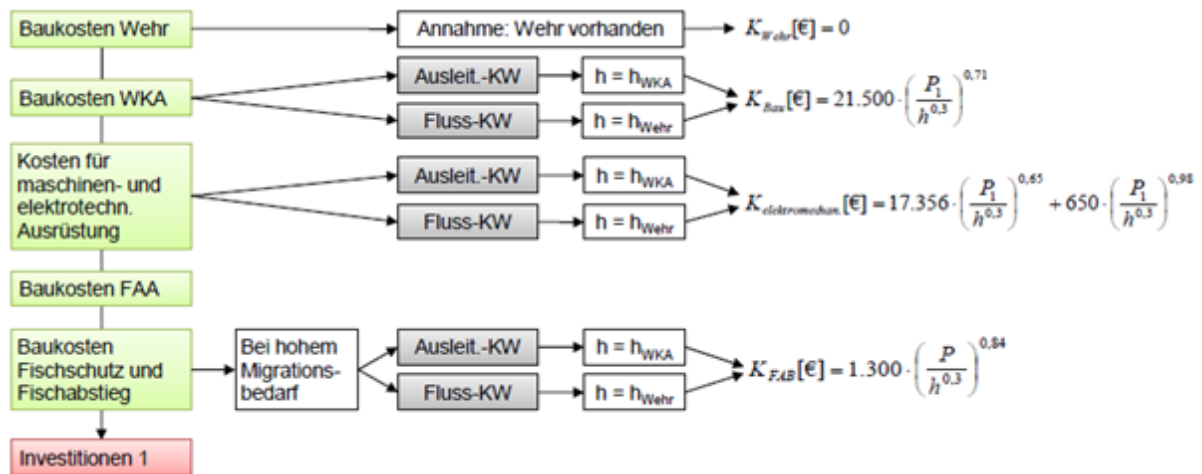 Baukosten Wehr
Annahme: Wehr vorhanden
K_Wehr[€] = 0
Baukosten WKA
Ausleit.-KW
h = h_WKA
Fluss-KW
h = h_Wehr
K_Bau[€] = 21.500 · (P_1 / h^0,3)^0,71
Kosten für
maschinen- und
elektrotechn.
Ausrüstung
Ausleit.-KW
h = h_WKA
Fluss-KW
h = h_Wehr
K_elektromechan.[€] = 17.356 · (P_1 / h^0,3)^0,65 + 650 · (P_1 / h^0,3)^0,98
Baukosten FAA
Baukosten
Fischschutz und
Fischabstieg
Bei hohem
Migrations-
bedarf
Ausleit.-KW
h = h_WKA
Fluss-KW
h = h_Wehr
K_FAB[€] = 1.300 · (P / h^0,3)^0,84
Investitionen 1